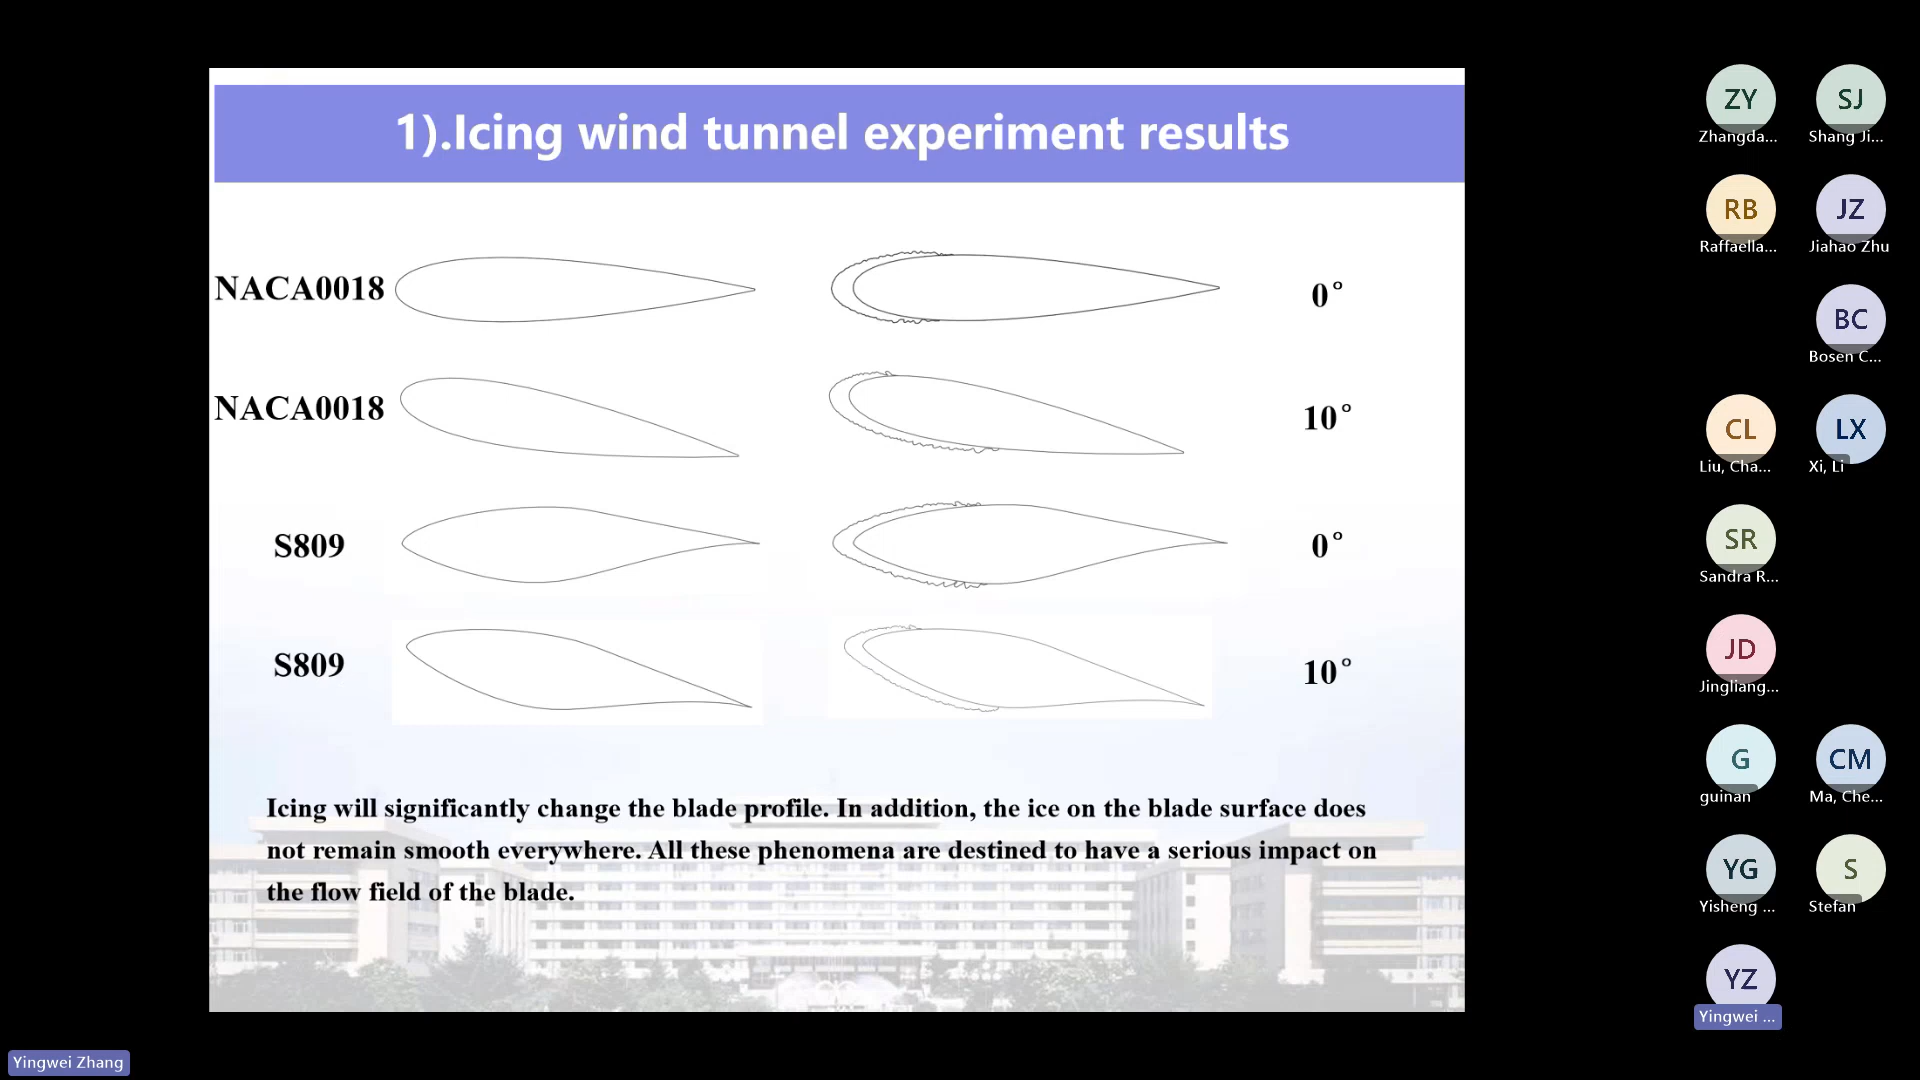 1).Icing wind tunnel experiment results
NACA0018
0°
NACA0018
10°
S809
0°
S809
10°
Icing will significantly change the blade profile. In addition, the ice on the blade surface does
not remain smooth everywhere. All these phenomena are destined to have a serious impact on
the flow field of the blade.
ZY
Zhangda...
SJ
Shang Ji...
RB
Raffaella...
JZ
Jiahao Zhu
BC
Bosen C...
CL
Liu, Cha...
LX
Xi, Li
SR
Sandra R...
JD
Jingliang...
G
guinan
CM
Ma, Che...
YG
Yisheng ...
S
Stefan
YZ
Yingwei ...
Yingwei Zhang